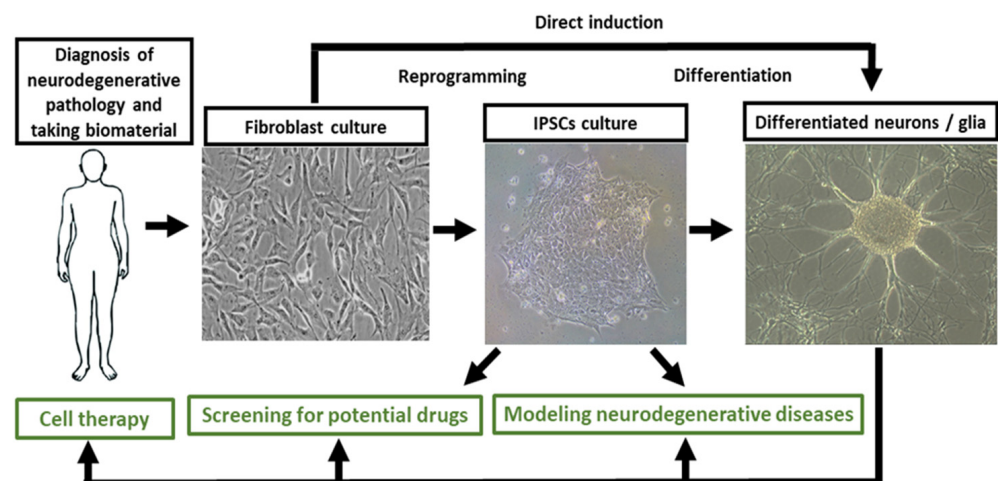 Direct induction
Diagnosis of
neurodegenerative
pathology and
taking biomaterial
Reprogramming
Differentiation
Fibroblast culture
IPSCs culture
Differentiated neurons / glia
Cell therapy
Screening for potential drugs
Modeling neurodegenerative diseases